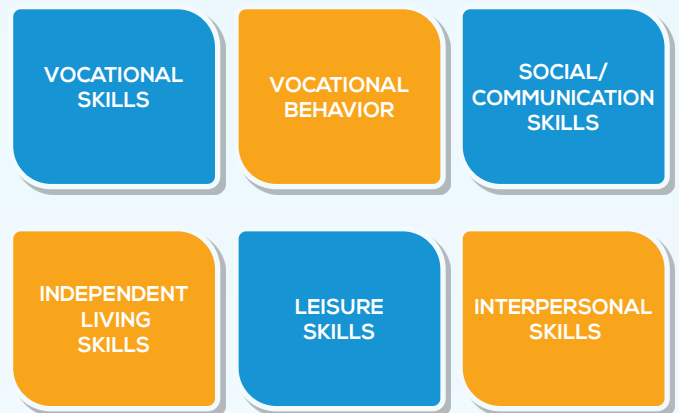 VOCATIONAL
SKILLS
VOCATIONAL
BEHAVIOR
SOCIAL/
COMMUNICATION
SKILLS
INDEPENDENT
LIVING
SKILLS
LEISURE
SKILLS
INTERPERSONAL
SKILLS